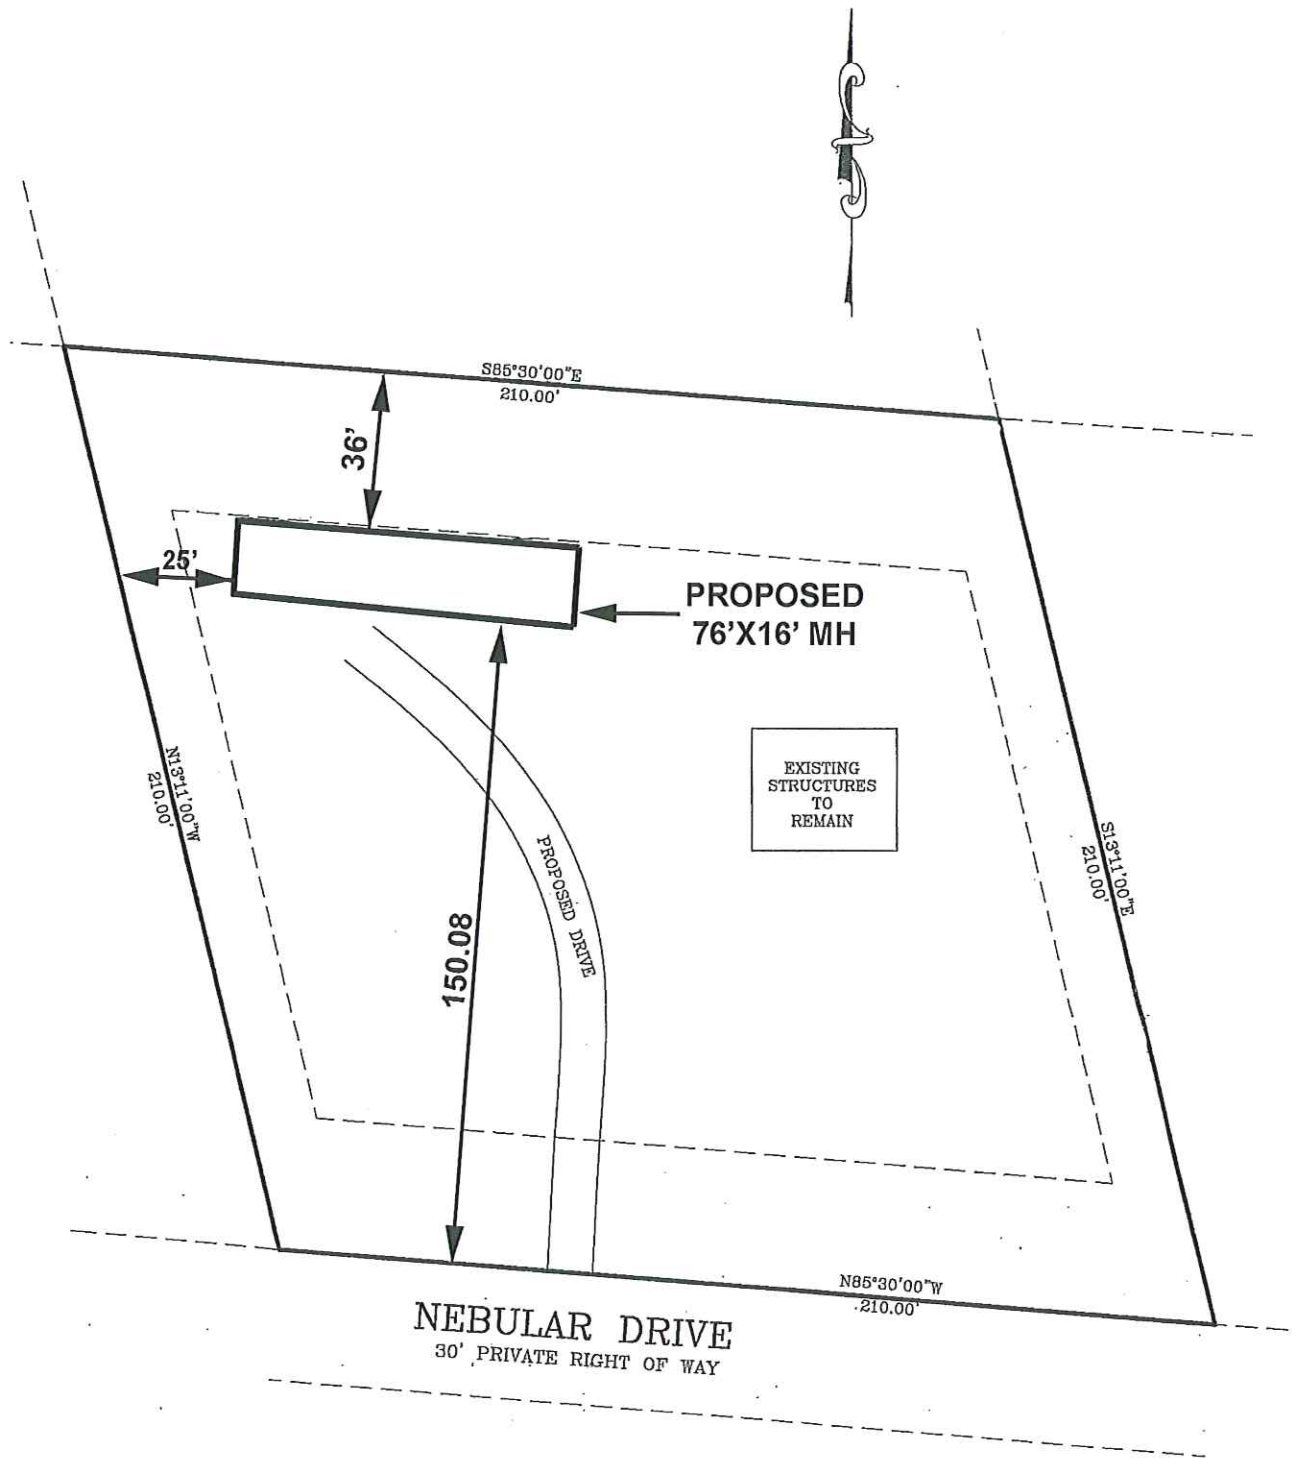 S85°30'00"E
210.00'
36'
25'
PROPOSED
76'X16' MH
EXISTING
STRUCTURES
TO
REMAIN
N13°11'00"W
210.00'
S13°11'00"E
210.00'
PROPOSED DRIVE
150.08
N85°30'00"W
210.00'
NEBULAR DRIVE
30' PRIVATE RIGHT OF WAY